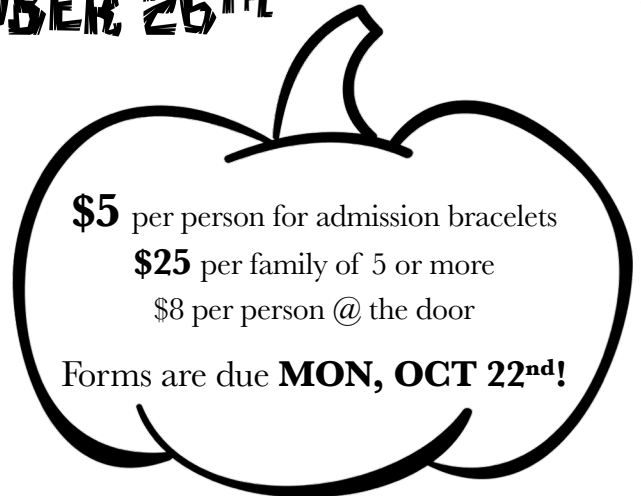 26TH
$5 per person for admission bracelets
$25 per family of 5 or more
$8 per person @ the door
Forms are due MON, OCT 22nd!